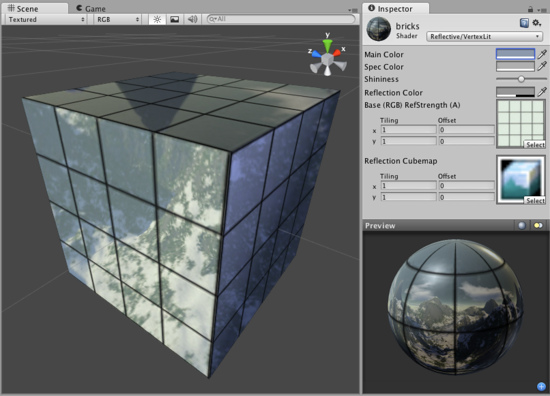 Scene
Game
Textured
RGB
All
y
x
z
Inspector
bricks
Shader
Reflective/VertexLit
Main Color
Spec Color
Shininess
Reflection Color
Base (RGB) RefStrength (A)
Tiling Offset
x 1 0
y 1 0
Select
Reflection Cubemap
Tiling Offset
x 1 0
y 1 0
Select
Preview